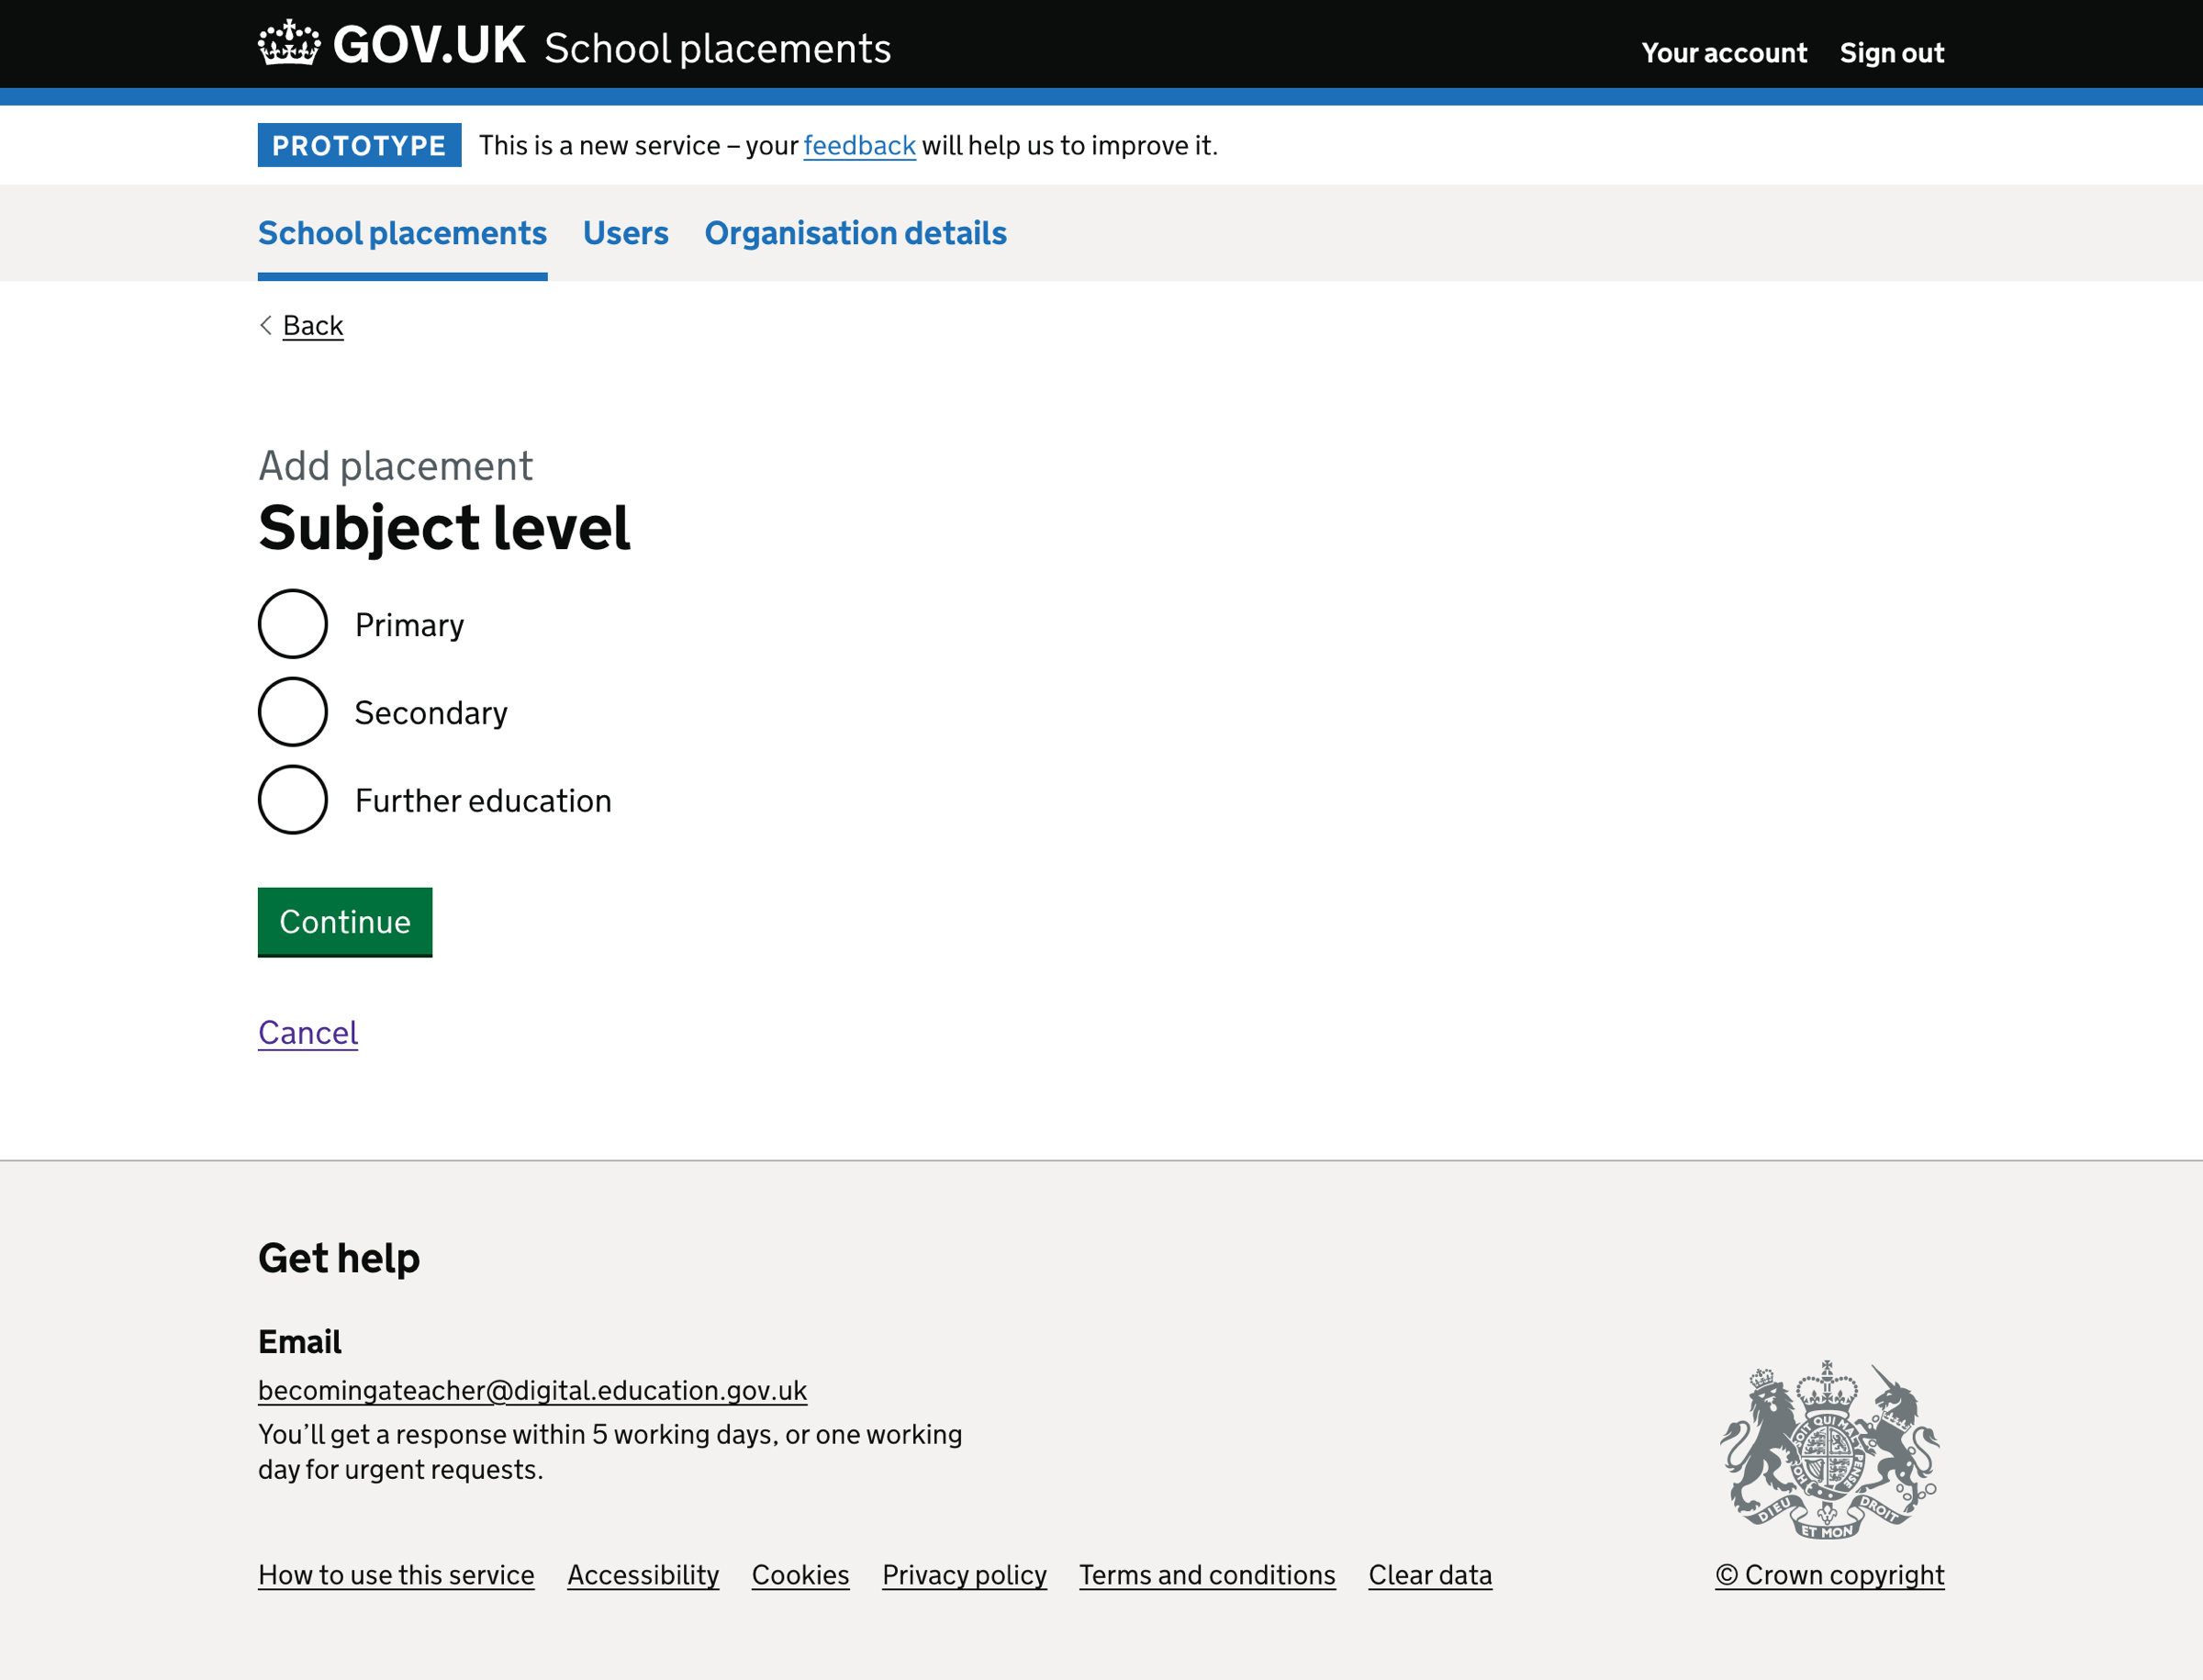 GOV.UK School placements
Your account Sign out
PROTOTYPE This is a new service – your feedback will help us to improve it.
School placements Users Organisation details
Back
Add placement
Subject level
Primary
Secondary
Further education
Continue
Cancel
Get help
Email
becomingateacher@digital.education.gov.uk
You’ll get a response within 5 working days, or one working
day for urgent requests.
SOIT QUI MAL Y PENSE
DIEU ET MON DROIT
How to use this service Accessibility Cookies Privacy policy Terms and conditions Clear data
© Crown copyright